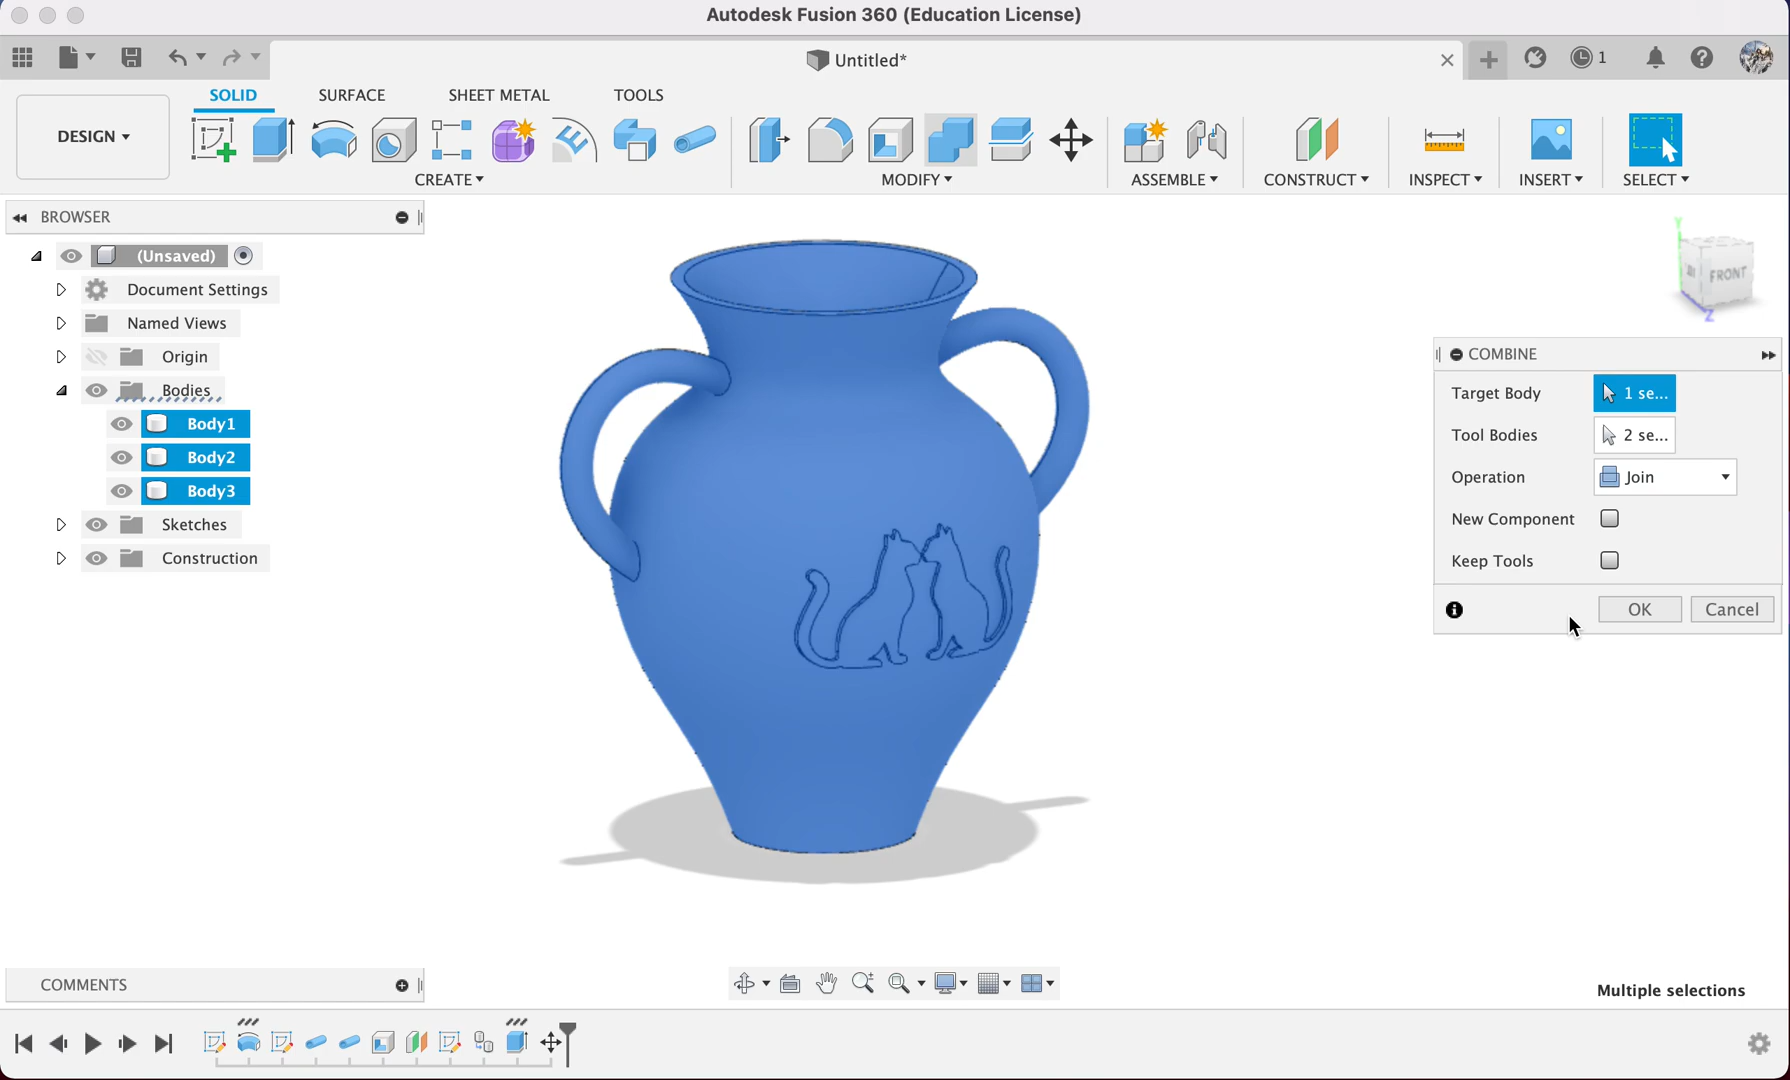 Autodesk Fusion 360 (Education License)
Untitled*
1
SOLID SURFACE SHEET METAL TOOLS
DESIGN
CREATE MODIFY ASSEMBLE CONSTRUCT INSPECT INSERT SELECT
BROWSER
(Unsaved)
Document Settings
Named Views
Origin
Bodies
Body1
Body2
Body3
Sketches
Construction
Y
FRONT
Z
COMBINE
Target Body 1 se...
Tool Bodies 2 se...
Operation Join
New Component
Keep Tools
OK Cancel
COMMENTS
Multiple selections